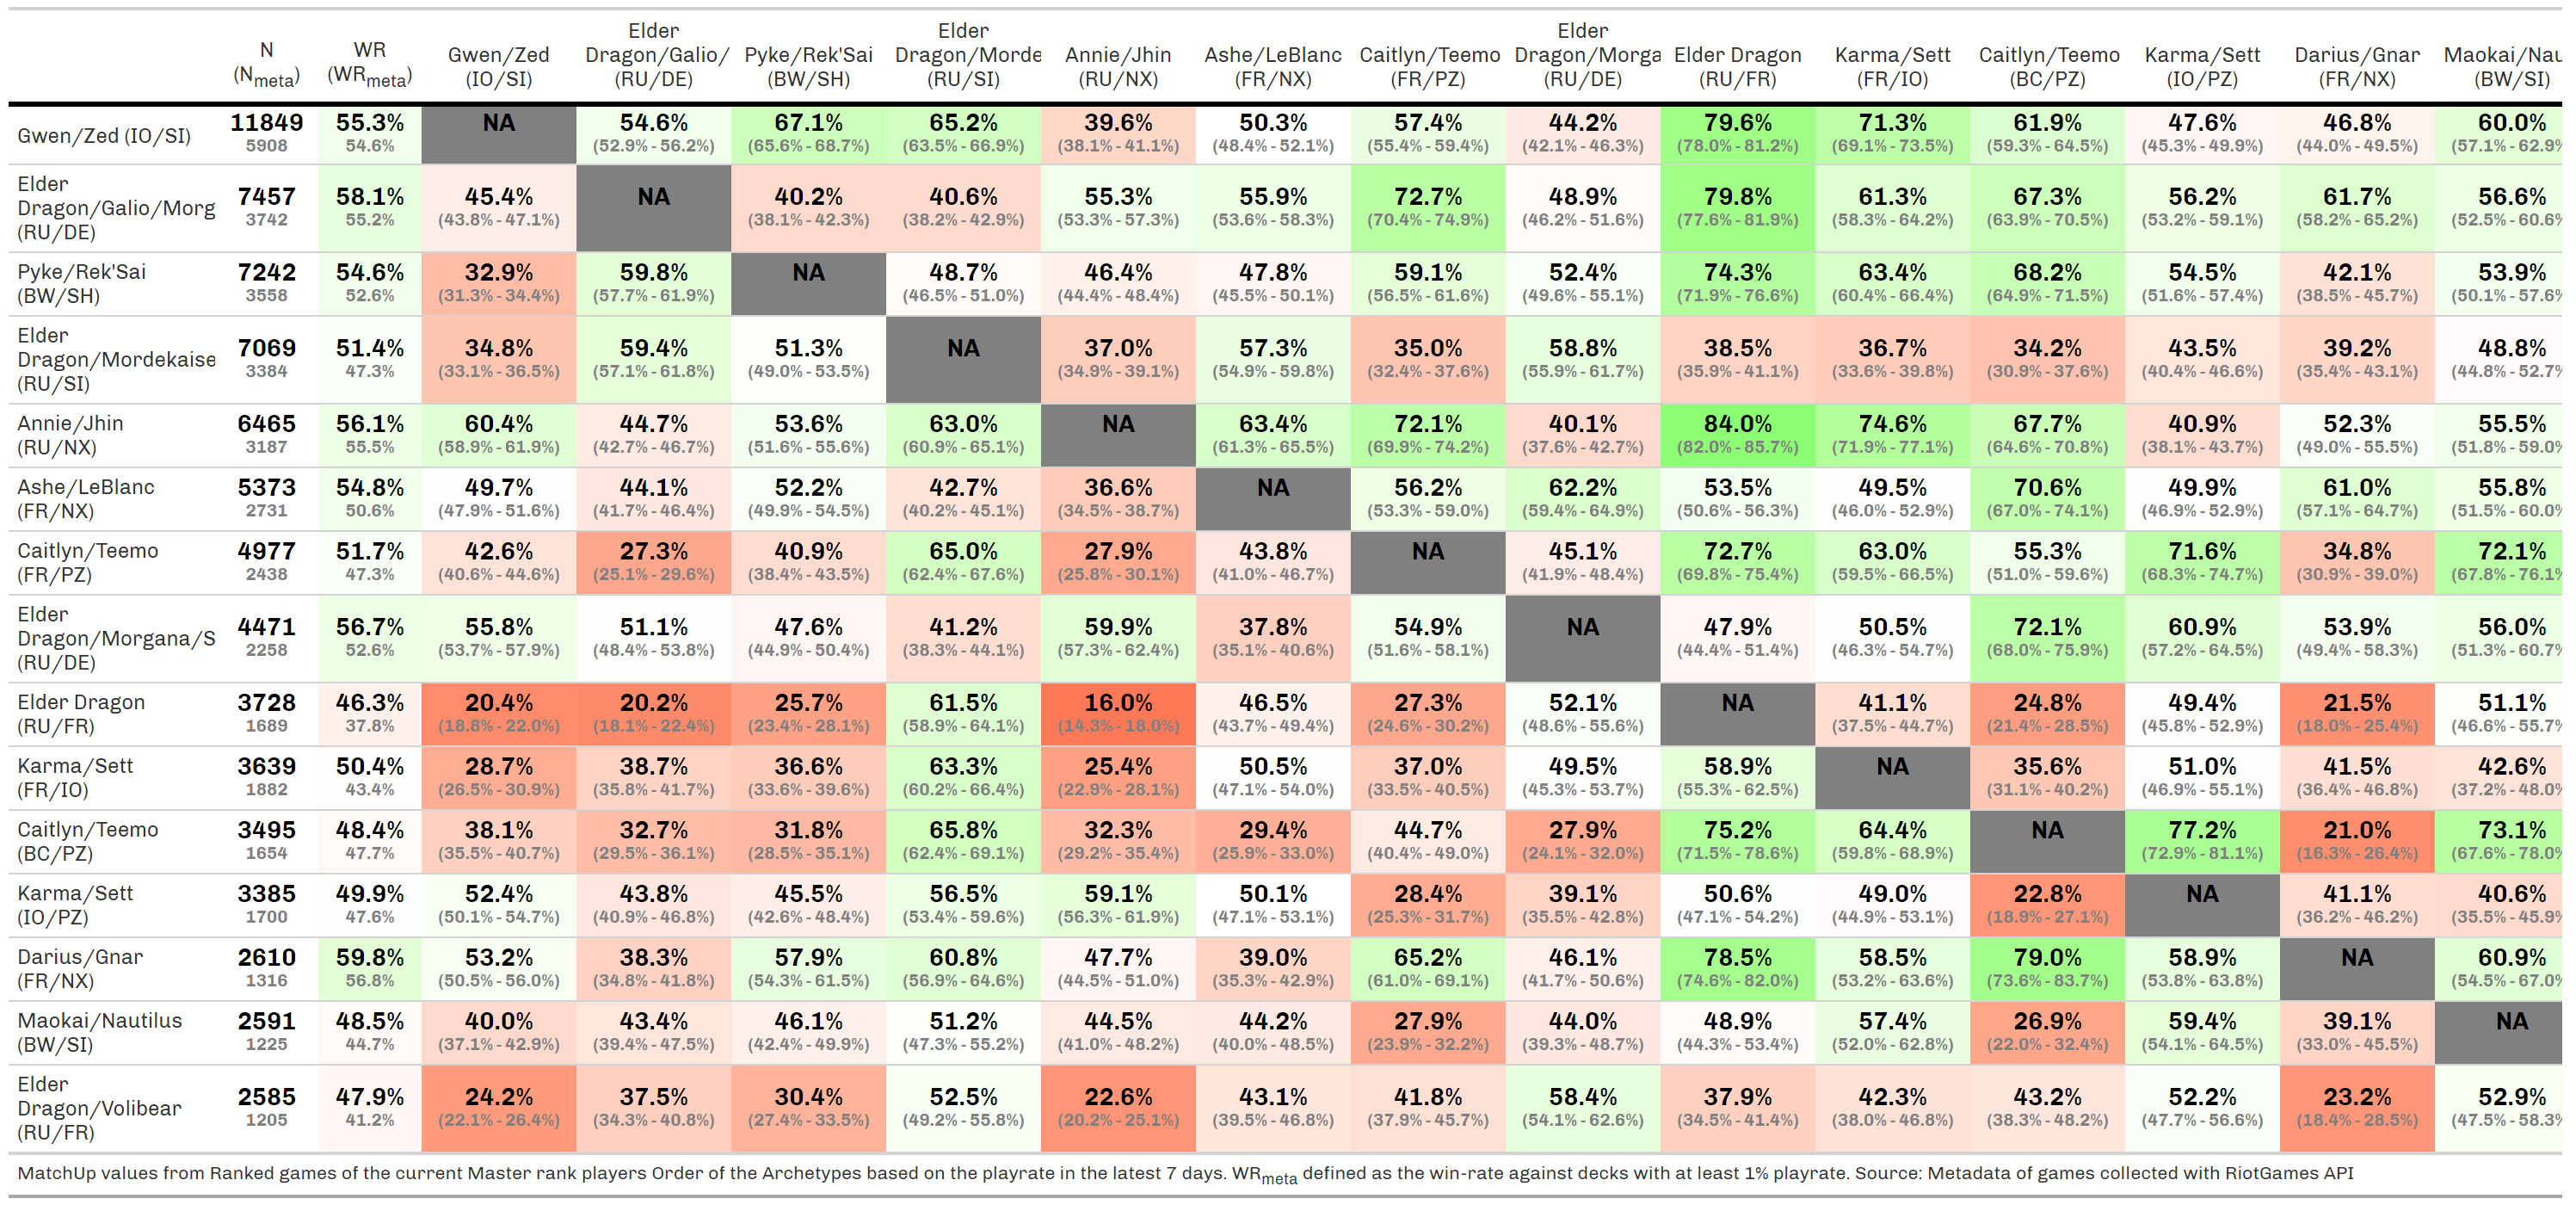 N (Nmeta) WR (WRmeta) Gwen/Zed (IO/SI) Elder Dragon/Galio/ (RU/DE) Pyke/Rek'Sai (BW/SH) Elder Dragon/Morde (RU/SI) Annie/Jhin (RU/NX) Ashe/LeBlanc (FR/NX) Caitlyn/Teemo (FR/PZ) Elder Dragon/Morga (RU/DE) Elder Dragon (RU/FR) Karma/Sett (FR/IO) Caitlyn/Teemo (BC/PZ) Karma/Sett (IO/PZ) Darius/Gnar (FR/NX) Maokai/Nau (BW/SI)
Gwen/Zed (IO/SI) 11849 55.3% NA 54.6% 67.1% 65.2% 39.6% 50.3% 57.4% 44.2% 79.6% 71.3% 61.9% 47.6% 46.8% 60.0%
5908 54.6% (52.9% - 56.2%) (65.6% - 68.7%) (63.5% - 66.9%) (38.1% - 41.1%) (48.4% - 52.1%) (55.4% - 59.4%) (42.1% - 46.3%) (78.0% - 81.2%) (69.1% - 73.5%) (59.3% - 64.5%) (45.3% - 49.9%) (44.0% - 49.5%) (57.1% - 62.9%
Elder Dragon/Galio/Morg (RU/DE) 7457 58.1% 45.4% NA 40.2% 40.6% 55.3% 55.9% 72.7% 48.9% 79.8% 61.3% 67.3% 56.2% 61.7% 56.6%
3742 55.2% (43.8% - 47.1%) (38.1% - 42.3%) (38.2% - 42.9%) (53.3% - 57.3%) (53.6% - 58.3%) (70.4% - 74.9%) (46.2% - 51.6%) (77.6% - 81.9%) (58.3% - 64.2%) (63.9% - 70.5%) (53.2% - 59.1%) (58.2% - 65.2%) (52.5% - 60.6%
Pyke/Rek'Sai (BW/SH) 7242 54.6% 32.9% 59.8% NA 48.7% 46.4% 47.8% 59.1% 52.4% 74.3% 63.4% 68.2% 54.5% 42.1% 53.9%
3558 52.6% (31.3% - 34.4%) (57.7% - 61.9%) (46.5% - 51.0%) (44.4% - 48.4%) (45.5% - 50.1%) (56.5% - 61.6%) (49.6% - 55.1%) (71.9% - 76.6%) (60.4% - 66.4%) (64.9% - 71.5%) (51.6% - 57.4%) (38.5% - 45.7%) (50.1% - 57.6%
Elder Dragon/Mordekaise (RU/SI) 7069 51.4% 34.8% 59.4% 51.3% NA 37.0% 57.3% 35.0% 58.8% 38.5% 36.7% 34.2% 43.5% 39.2% 48.8%
3384 47.3% (33.1% - 36.5%) (57.1% - 61.8%) (49.0% - 53.5%) (34.9% - 39.1%) (54.9% - 59.8%) (32.4% - 37.6%) (55.9% - 61.7%) (35.9% - 41.1%) (33.6% - 39.8%) (30.9% - 37.6%) (40.4% - 46.6%) (35.4% - 43.1%) (44.8% - 52.7%
Annie/Jhin (RU/NX) 6465 56.1% 60.4% 44.7% 53.6% 63.0% NA 63.4% 72.1% 40.1% 84.0% 74.6% 67.7% 40.9% 52.3% 55.5%
3187 55.5% (58.9% - 61.9%) (42.7% - 46.7%) (51.6% - 55.6%) (60.9% - 65.1%) (61.3% - 65.5%) (69.9% - 74.2%) (37.6% - 42.7%) (82.0% - 85.7%) (71.9% - 77.1%) (64.6% - 70.8%) (38.1% - 43.7%) (49.0% - 55.5%) (51.8% - 59.0%
Ashe/LeBlanc (FR/NX) 5373 54.8% 49.7% 44.1% 52.2% 42.7% 36.6% NA 56.2% 62.2% 53.5% 49.5% 70.6% 49.9% 61.0% 55.8%
2731 50.6% (47.9% - 51.6%) (41.7% - 46.4%) (49.9% - 54.5%) (40.2% - 45.1%) (34.5% - 38.7%) (53.3% - 59.0%) (59.4% - 64.9%) (50.6% - 56.3%) (46.0% - 52.9%) (67.0% - 74.1%) (46.9% - 52.9%) (57.1% - 64.7%) (51.5% - 60.0%
Caitlyn/Teemo (FR/PZ) 4977 51.7% 42.6% 27.3% 40.9% 65.0% 27.9% 43.8% NA 45.1% 72.7% 63.0% 55.3% 71.6% 34.8% 72.1%
2438 47.3% (40.6% - 44.6%) (25.1% - 29.6%) (38.4% - 43.5%) (62.4% - 67.6%) (25.8% - 30.1%) (41.0% - 46.7%) (41.9% - 48.4%) (69.8% - 75.4%) (59.5% - 66.5%) (51.0% - 59.6%) (68.3% - 74.7%) (30.9% - 39.0%) (67.8% - 76.1%
Elder Dragon/Morgana/S (RU/DE) 4471 56.7% 55.8% 51.1% 47.6% 41.2% 59.9% 37.8% 54.9% NA 47.9% 50.5% 72.1% 60.9% 53.9% 56.0%
2258 52.6% (53.7% - 57.9%) (48.4% - 53.8%) (44.9% - 50.4%) (38.3% - 44.1%) (57.3% - 62.4%) (35.1% - 40.6%) (51.6% - 58.1%) (44.4% - 51.4%) (46.3% - 54.7%) (68.0% - 75.9%) (57.2% - 64.5%) (49.4% - 58.3%) (51.3% - 60.7%
Elder Dragon (RU/FR) 3728 46.3% 20.4% 20.2% 25.7% 61.5% 16.0% 46.5% 27.3% 52.1% NA 41.1% 24.8% 49.4% 21.5% 51.1%
1689 37.8% (18.8% - 22.0%) (18.1% - 22.4%) (23.4% - 28.1%) (58.9% - 64.1%) (14.3% - 18.0%) (43.7% - 49.4%) (24.6% - 30.2%) (48.6% - 55.6%) (37.5% - 44.7%) (21.4% - 28.5%) (45.8% - 52.9%) (18.0% - 25.4%) (46.6% - 55.7%
Karma/Sett (FR/IO) 3639 50.4% 28.7% 38.7% 36.6% 63.3% 25.4% 50.5% 37.0% 49.5% 58.9% NA 35.6% 51.0% 41.5% 42.6%
1882 43.4% (26.5% - 30.9%) (35.8% - 41.7%) (33.6% - 39.6%) (60.2% - 66.4%) (22.9% - 28.1%) (47.1% - 54.0%) (33.5% - 40.5%) (45.3% - 53.7%) (55.3% - 62.5%) (31.1% - 40.2%) (46.9% - 55.1%) (36.4% - 46.8%) (37.2% - 48.0%
Caitlyn/Teemo (BC/PZ) 3495 48.4% 38.1% 32.7% 31.8% 65.8% 32.3% 29.4% 44.7% 27.9% 75.2% 64.4% NA 77.2% 21.0% 73.1%
1654 47.7% (35.5% - 40.7%) (29.5% - 36.1%) (28.5% - 35.1%) (62.4% - 69.1%) (29.2% - 35.4%) (25.9% - 33.0%) (40.4% - 49.0%) (24.1% - 32.0%) (71.5% - 78.6%) (59.8% - 68.9%) (72.9% - 81.1%) (16.3% - 26.4%) (67.6% - 78.0%
Karma/Sett (IO/PZ) 3385 49.9% 52.4% 43.8% 45.5% 56.5% 59.1% 50.1% 28.4% 39.1% 50.6% 49.0% 22.8% NA 41.1% 40.6%
1700 47.6% (50.1% - 54.7%) (40.9% - 46.8%) (42.6% - 48.4%) (53.4% - 59.6%) (56.3% - 61.9%) (47.1% - 53.1%) (25.3% - 31.7%) (35.5% - 42.8%) (47.1% - 54.2%) (44.9% - 53.1%) (18.9% - 27.1%) (36.2% - 46.2%) (35.5% - 45.9%
Darius/Gnar (FR/NX) 2610 59.8% 53.2% 38.3% 57.9% 60.8% 47.7% 39.0% 65.2% 46.1% 78.5% 58.5% 79.0% 58.9% NA 60.9%
1316 56.8% (50.5% - 56.0%) (34.8% - 41.8%) (54.3% - 61.5%) (56.9% - 64.6%) (44.5% - 51.0%) (35.3% - 42.9%) (61.0% - 69.1%) (41.7% - 50.6%) (74.6% - 82.0%) (53.2% - 63.6%) (73.6% - 83.7%) (53.8% - 63.8%) (54.5% - 67.0%
Maokai/Nautilus (BW/SI) 2591 48.5% 40.0% 43.4% 46.1% 51.2% 44.5% 44.2% 27.9% 44.0% 48.9% 57.4% 26.9% 59.4% 39.1% NA
1225 44.7% (37.1% - 42.9%) (39.4% - 47.5%) (42.4% - 49.9%) (47.3% - 55.2%) (41.0% - 48.2%) (40.0% - 48.5%) (23.9% - 32.2%) (39.3% - 48.7%) (44.3% - 53.4%) (52.0% - 62.8%) (22.0% - 32.4%) (54.1% - 64.5%) (33.0% - 45.5%)
Elder Dragon/Volibear (RU/FR) 2585 47.9% 24.2% 37.5% 30.4% 52.5% 22.6% 43.1% 41.8% 58.4% 37.9% 42.3% 43.2% 52.2% 23.2% 52.9%
1205 41.2% (22.1% - 26.4%) (34.3% - 40.8%) (27.4% - 33.5%) (49.2% - 55.8%) (20.2% - 25.1%) (39.5% - 46.8%) (37.9% - 45.7%) (54.1% - 62.6%) (34.5% - 41.4%) (38.0% - 46.8%) (38.3% - 48.2%) (47.7% - 56.6%) (18.4% - 28.5%) (47.5% - 58.3%
MatchUp values from Ranked games of the current Master rank players Order of the Archetypes based on the playrate in the latest 7 days. WRmeta defined as the win-rate against decks with at least 1% playrate. Source: Metadata of games collected with RiotGames API